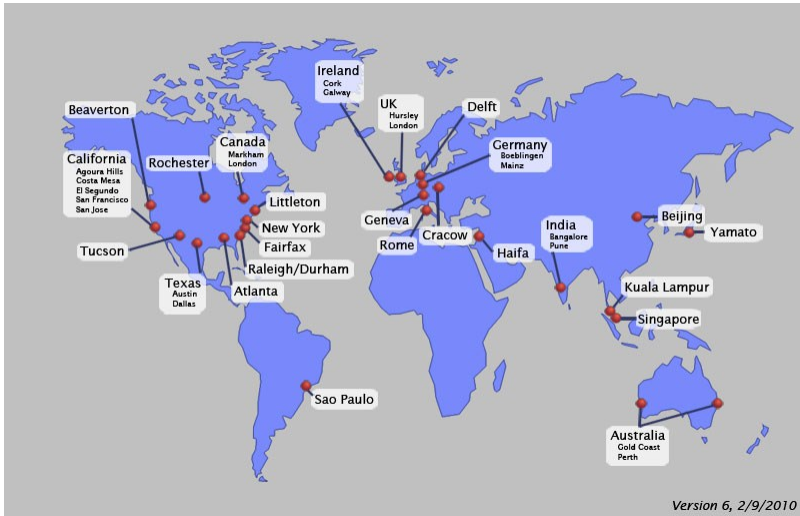 Ireland
Cork
Galway
UK
Hursley
London
Delft
Beaverton
Germany
Boeblingen
Mainz
Canada
Markham
London
California
Agoura Hills
Costa Mesa
El Segundo
San Francisco
San Jose
Rochester
Littleton
New York
Fairfax
Geneva
Rome
Cracow
India
Bangalore
Pune
Beijing
Yamato
Haifa
Tucson
Raleigh/Durham
Texas
Austin
Dallas
Atlanta
Kuala Lampur
Singapore
Sao Paulo
Australia
Gold Coast
Perth
Version 6, 2/9/2010